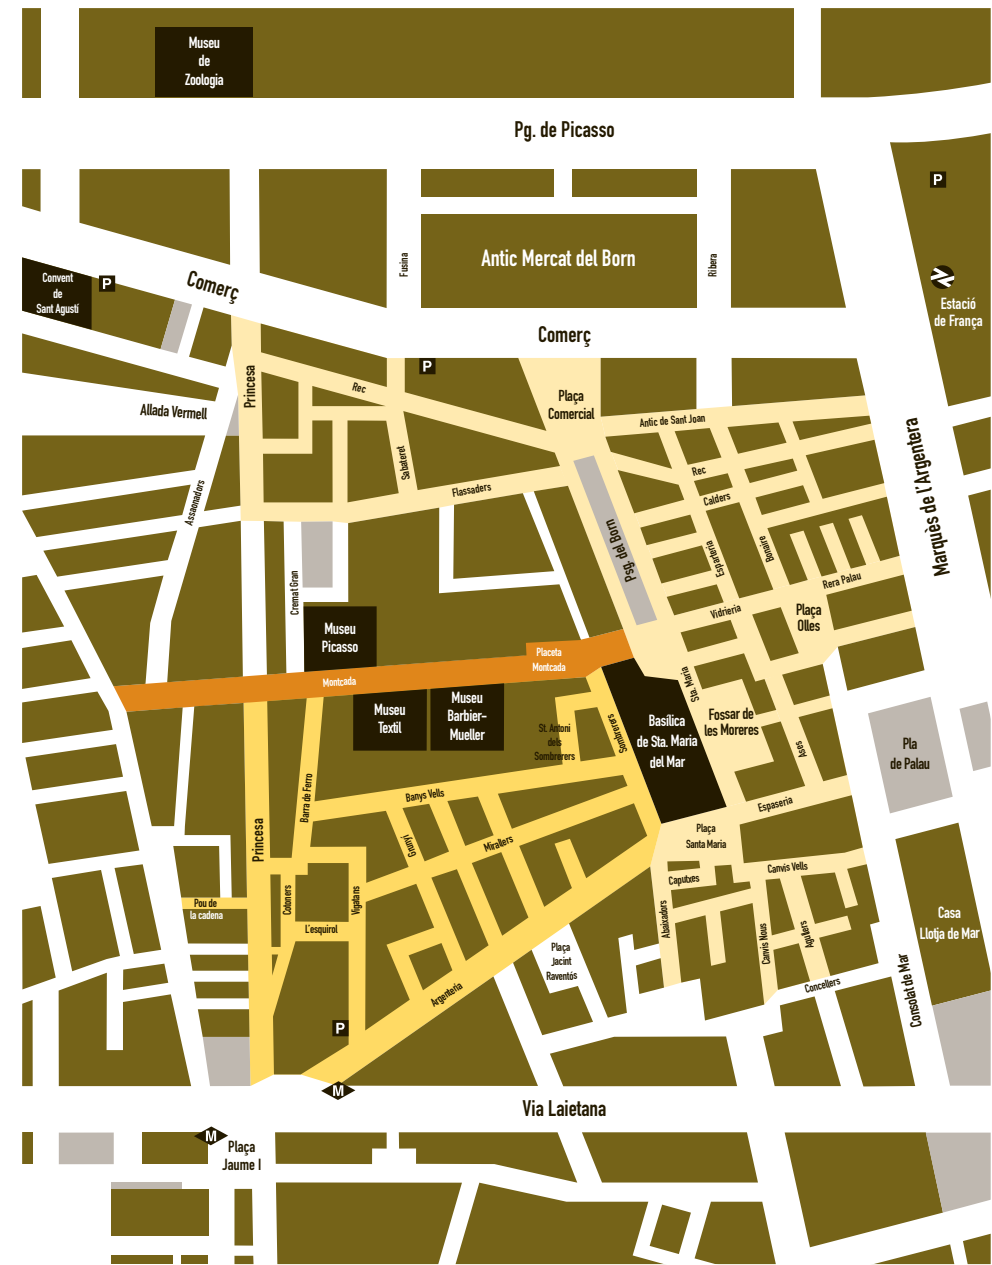 Museu
de
Zoologia
Pg. de Picasso
P
Fusina
Antic Mercat del Born
Ribera
Convent
de
Sant Agustí
P
Comerç
Estació
de França
Comerç
P
Princesa
Rec
Plaça
Comercial
Allada Vermell
Antic de Sant Joan
Marquès de l'Argentera
Sabateret
Rec
Flassaders
Calders
Assaonadors
Psg. del Born
Esparteria
Bonaire
Cremat Gran
Rera Palau
Vidrieria
Plaça
Olles
Museu
Picasso
Placeta
Montcada
Montcada
Sta. Maria
Museu
Textil
Museu
Barbier-
Mueller
St. Antoni
dels
Sombrerers
Sombrerers
Basílica
de Sta. Maria
del Mar
Fossar de
les Moreres
Ases
Pla
de Palau
Barra de Ferro
Banys Vells
Espaseria
Princesa
Grunyí
Mirallers
Plaça
Santa Maria
Canvis Vells
Caputxes
Cotoners
Vigatans
Pou de
la cadena
L'esquirol
Abaixadors
Canvis Nous
Agullers
Casa
Llotja de Mar
Plaça
Jacint
Raventós
Argenteria
Concellers
Consolat de Mar
P
M
Via Laietana
M
Plaça
Jaume I